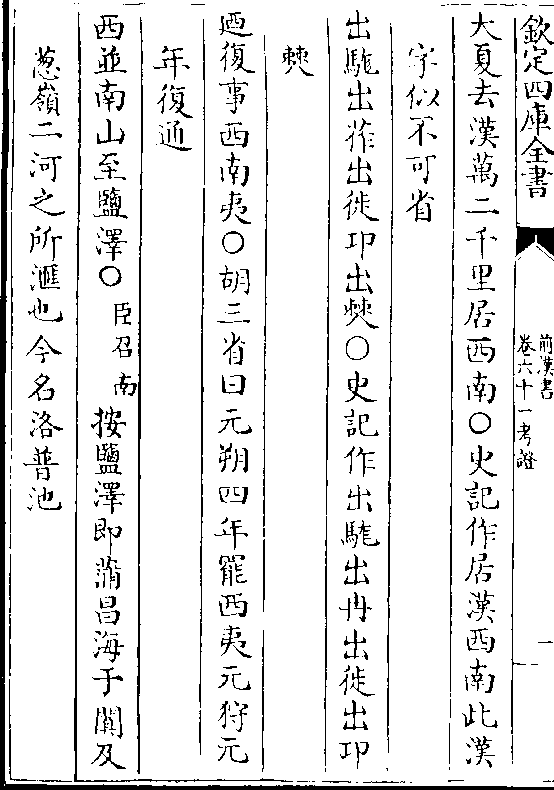 欽定四庫全書
前漢書
卷六十一考證
一
大夏去漢萬二千里居西南○史記作居漢西南此漢
字似不可省
出駹出莋出徙卭出僰○史記作出駹出冉出徙出卭
僰
廼復事西南夷○胡三省曰元朔四年罷西夷元狩元
年復通
西並南山至鹽澤○臣召南按鹽澤即蒲昌海于闐及
葱嶺二河之所滙也今名洛普池